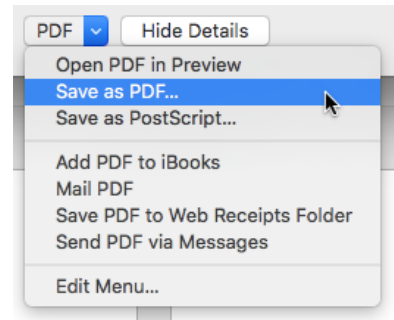 PDF Hide Details
Open PDF in Preview
Save as PDF...
Save as PostScript...
Add PDF to iBooks
Mail PDF
Save PDF to Web Receipts Folder
Send PDF via Messages
Edit Menu...